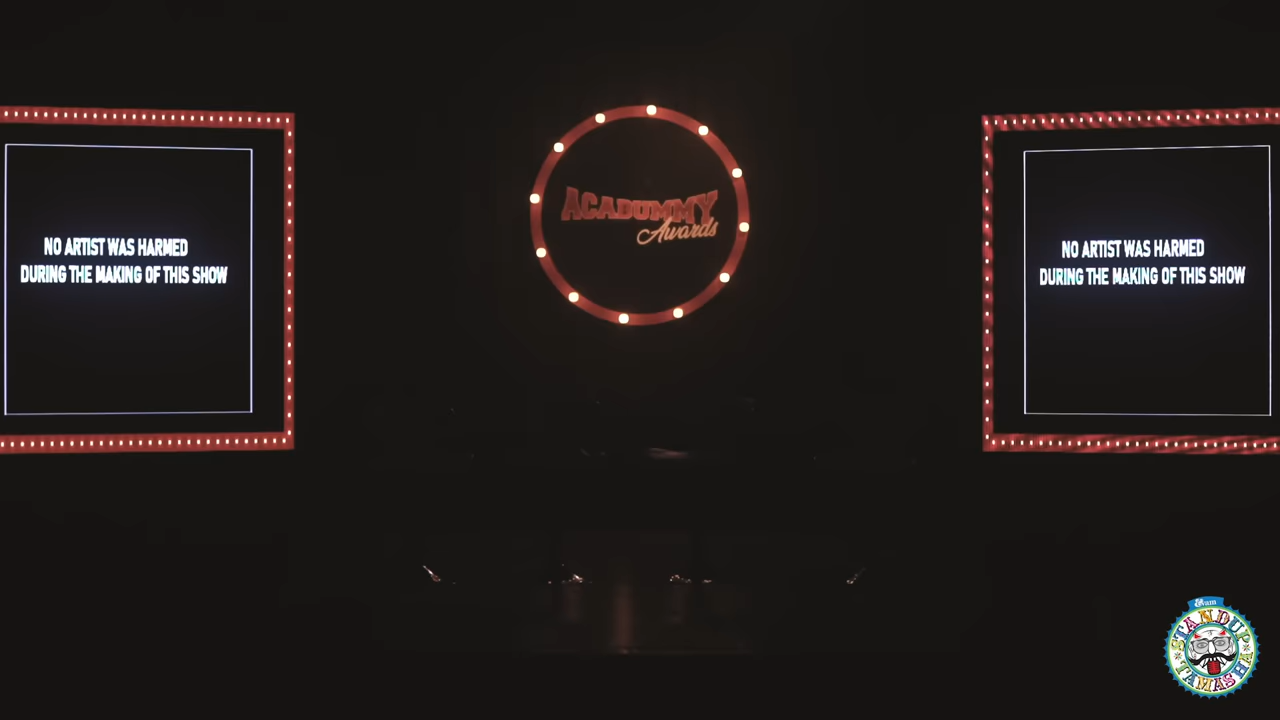 NO ARTIST WAS HARMED
DURING THE MAKING OF THIS SHOW
ACADUMMY
Awards
NO ARTIST WAS HARMED
DURING THE MAKING OF THIS SHOW
STANDUP
TAMASHA